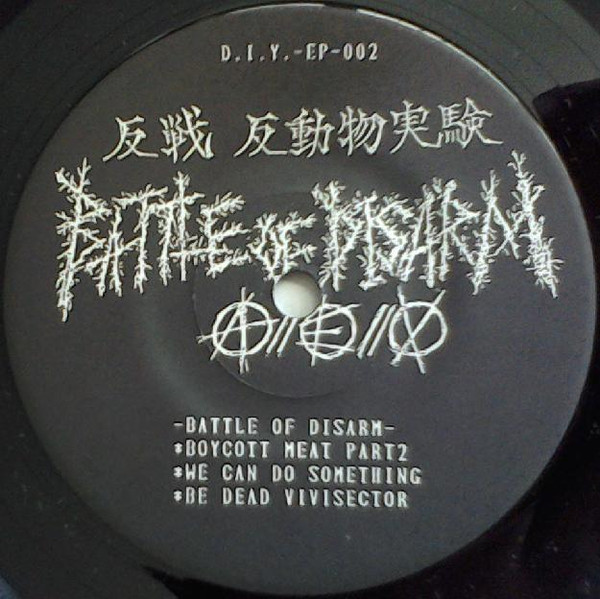 D.I.Y.-EP-002
反戦 反動物実験
BATTLE OF DISARM
A//E//Y
-BATTLE OF DISARM-
*BOYCOTT MEAT PART2
*WE CAN DO SOMETHING
*BE DEAD VIVISECTOR